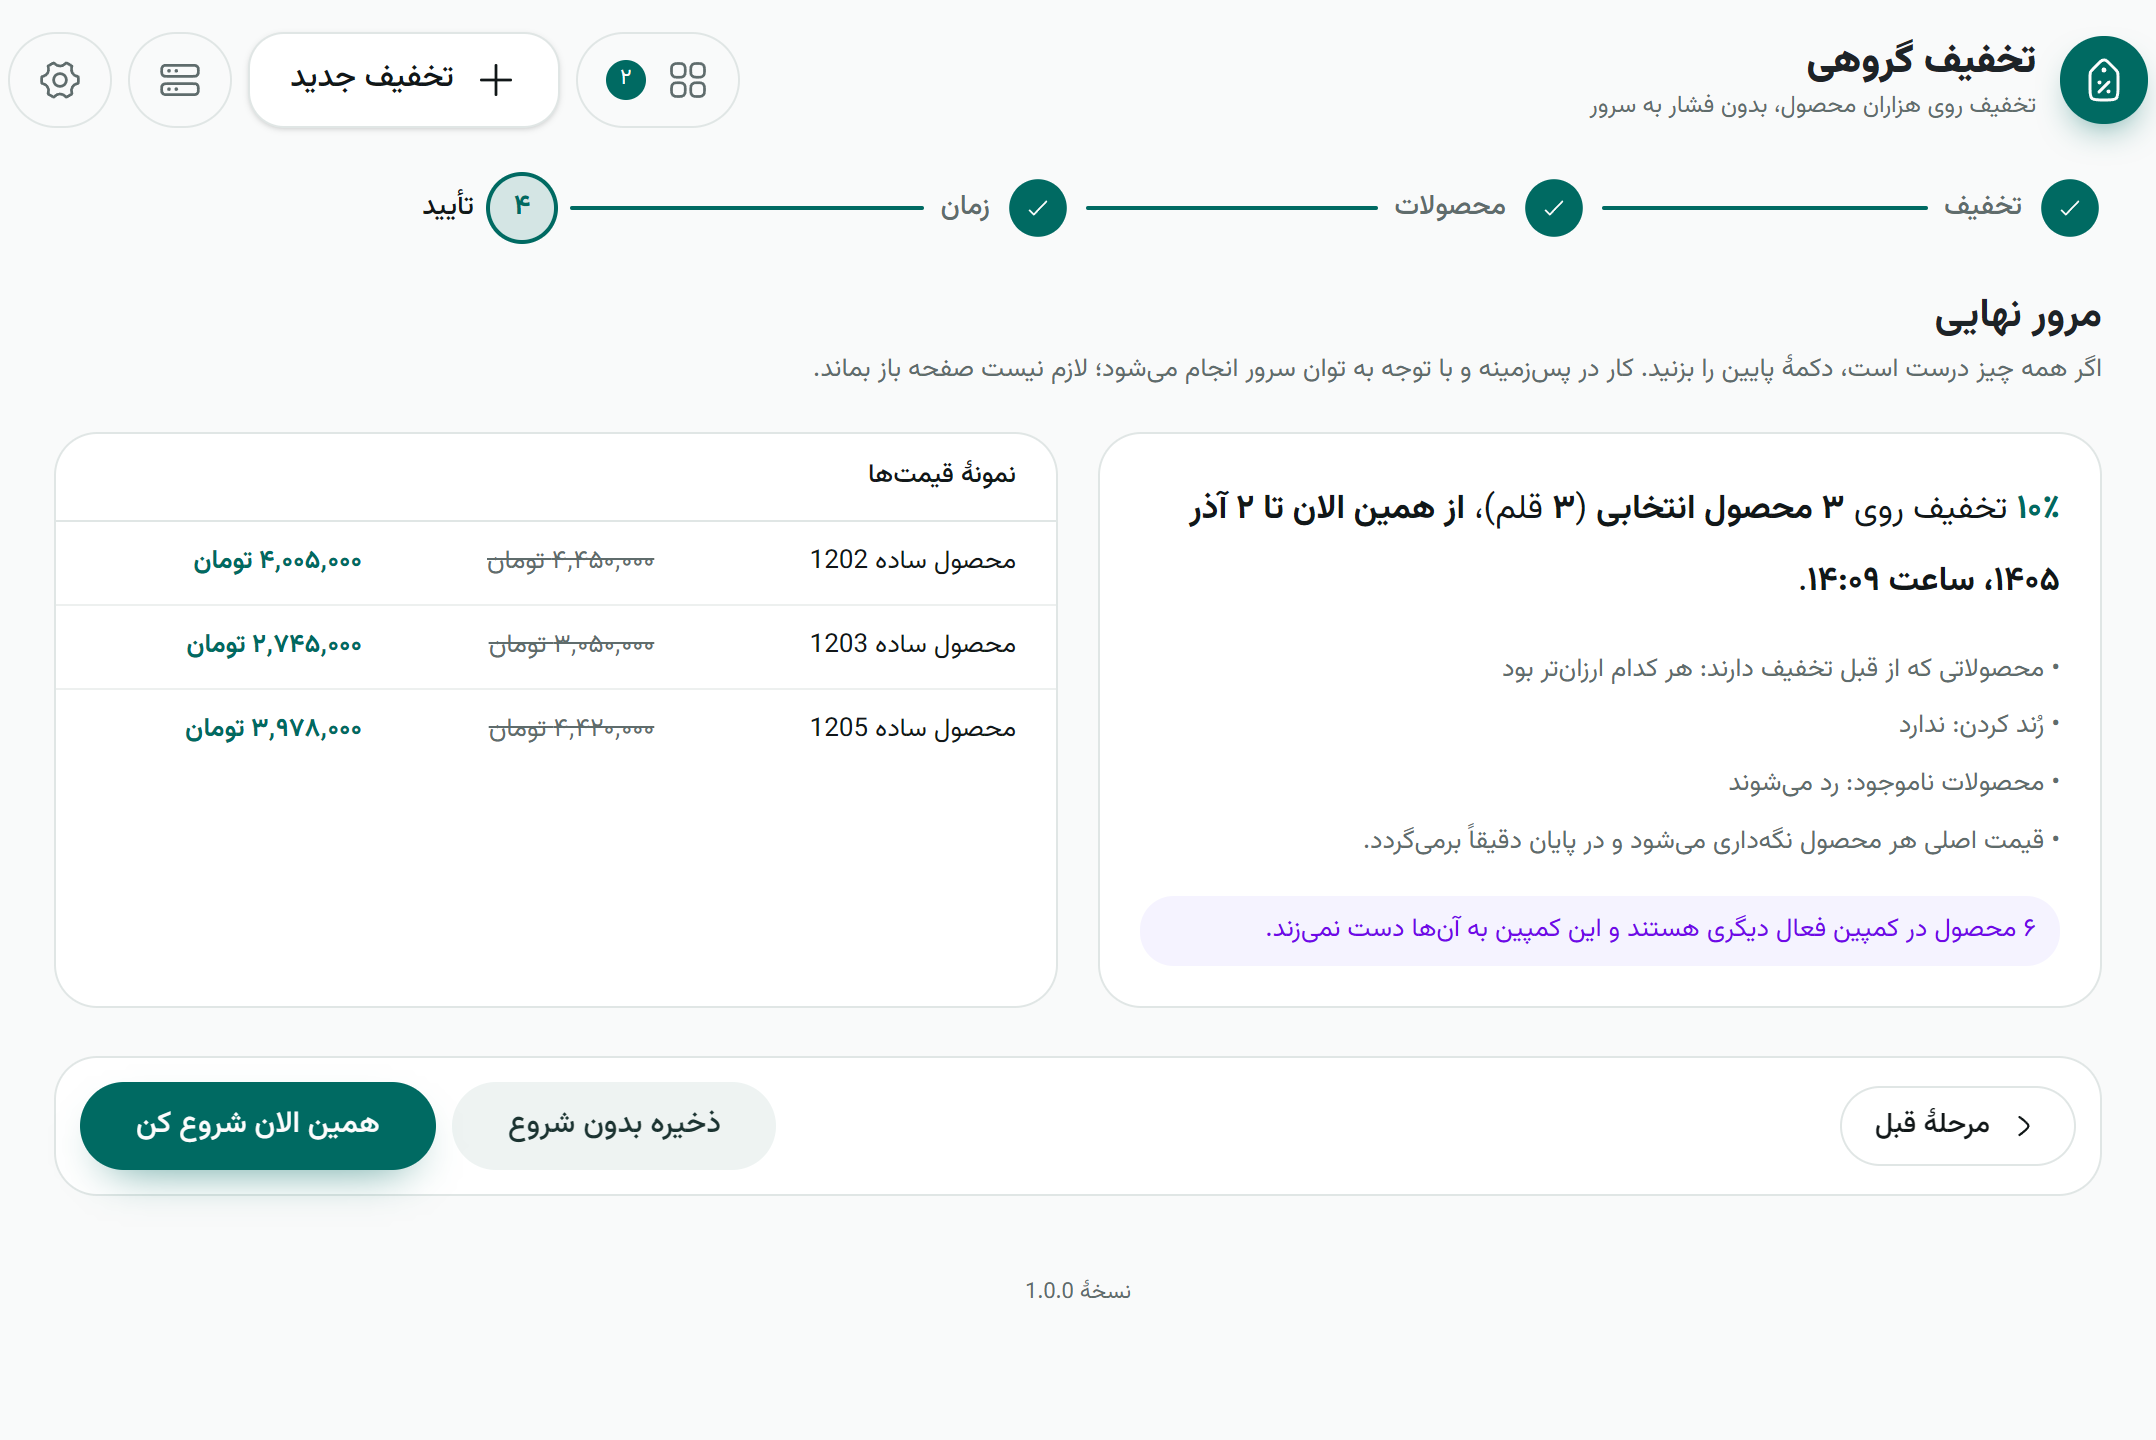 تخفیف گروهی
تخفیف روی هزاران محصول، بدون فشار به سرور
۲
تخفیف جدید
تخفیف
محصولات
زمان
۴ تأیید
مرور نهایی
اگر همه چیز درست است، دکمهٔ پایین را بزنید. کار در پس‌زمینه و با توجه به توان سرور انجام می‌شود؛ لازم نیست صفحه باز بماند.
۱۰٪ تخفیف روی ۳ محصول انتخابی (۳ قلم)، از همین الان تا ۲ آذر
۱۴۰۵، ساعت ۱۴:۰۹.
• محصولاتی که از قبل تخفیف دارند: هر کدام ارزان‌تر بود
• رُند کردن: ندارد
• محصولات ناموجود: رد می‌شوند
• قیمت اصلی هر محصول نگه‌داری می‌شود و در پایان دقیقاً برمی‌گردد.
۶ محصول در کمپین فعال دیگری هستند و این کمپین به آن‌ها دست نمی‌زند.
نمونهٔ قیمت‌ها
محصول ساده 1202 ۴,۴۵۰,۰۰۰ تومان ۴,۰۰۵,۰۰۰ تومان
محصول ساده 1203 ۳,۰۵۰,۰۰۰ تومان ۲,۷۴۵,۰۰۰ تومان
محصول ساده 1205 ۴,۴۲۰,۰۰۰ تومان ۳,۹۷۸,۰۰۰ تومان
مرحلهٔ قبل
ذخیره بدون شروع
همین الان شروع کن
نسخهٔ 1.0.0